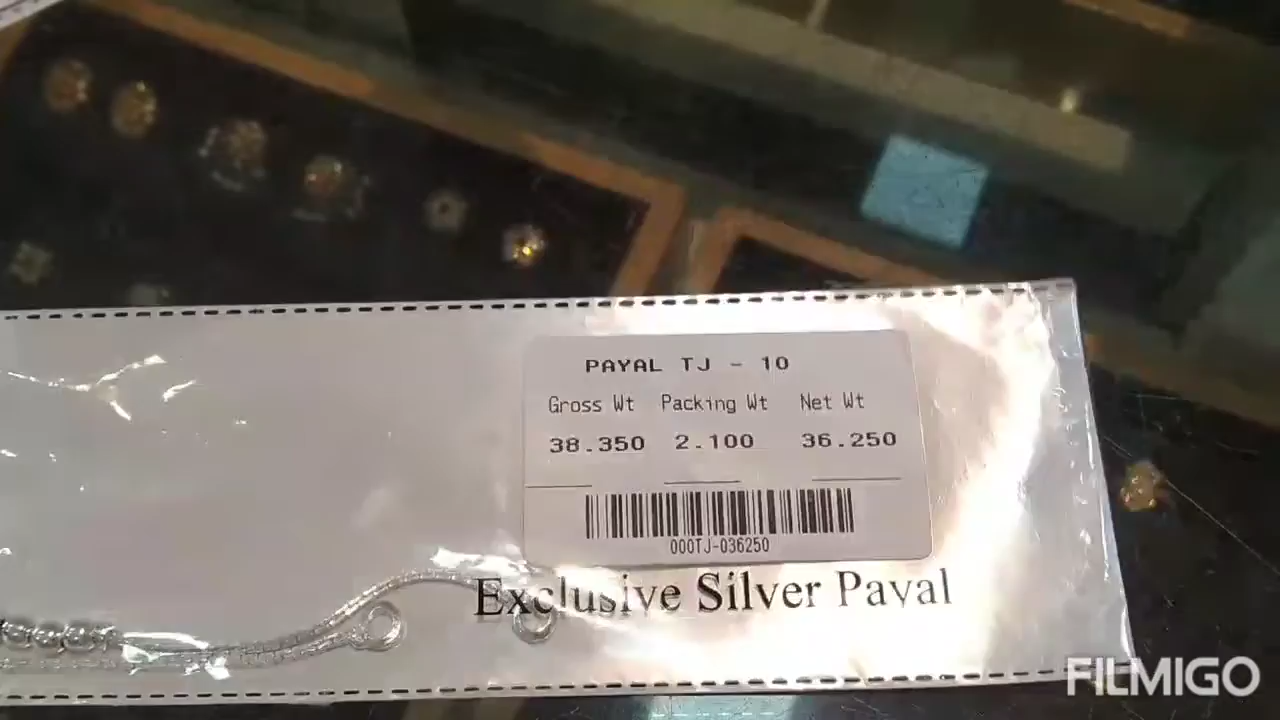 PAYAL TJ - 10
Gross Wt Packing Wt Net Wt
38.350 2.100 36.250
000TJ-036250
Exclusive Silver Payal
FILMIGO